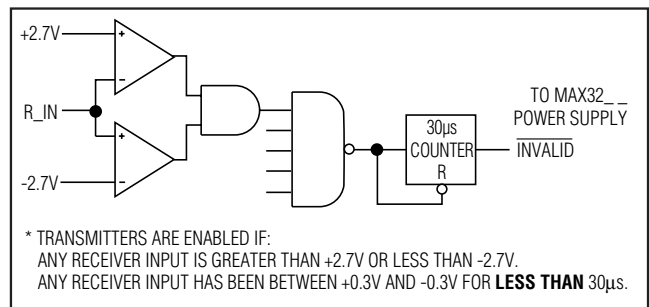 +2.7V
+
-
R_IN
+
-
-2.7V
30µs
COUNTER
R
TO MAX32_ _
POWER SUPPLY
INVALID
* TRANSMITTERS ARE ENABLED IF:
ANY RECEIVER INPUT IS GREATER THAN +2.7V OR LESS THAN -2.7V.
ANY RECEIVER INPUT HAS BEEN BETWEEN +0.3V AND -0.3V FOR LESS THAN 30µs.